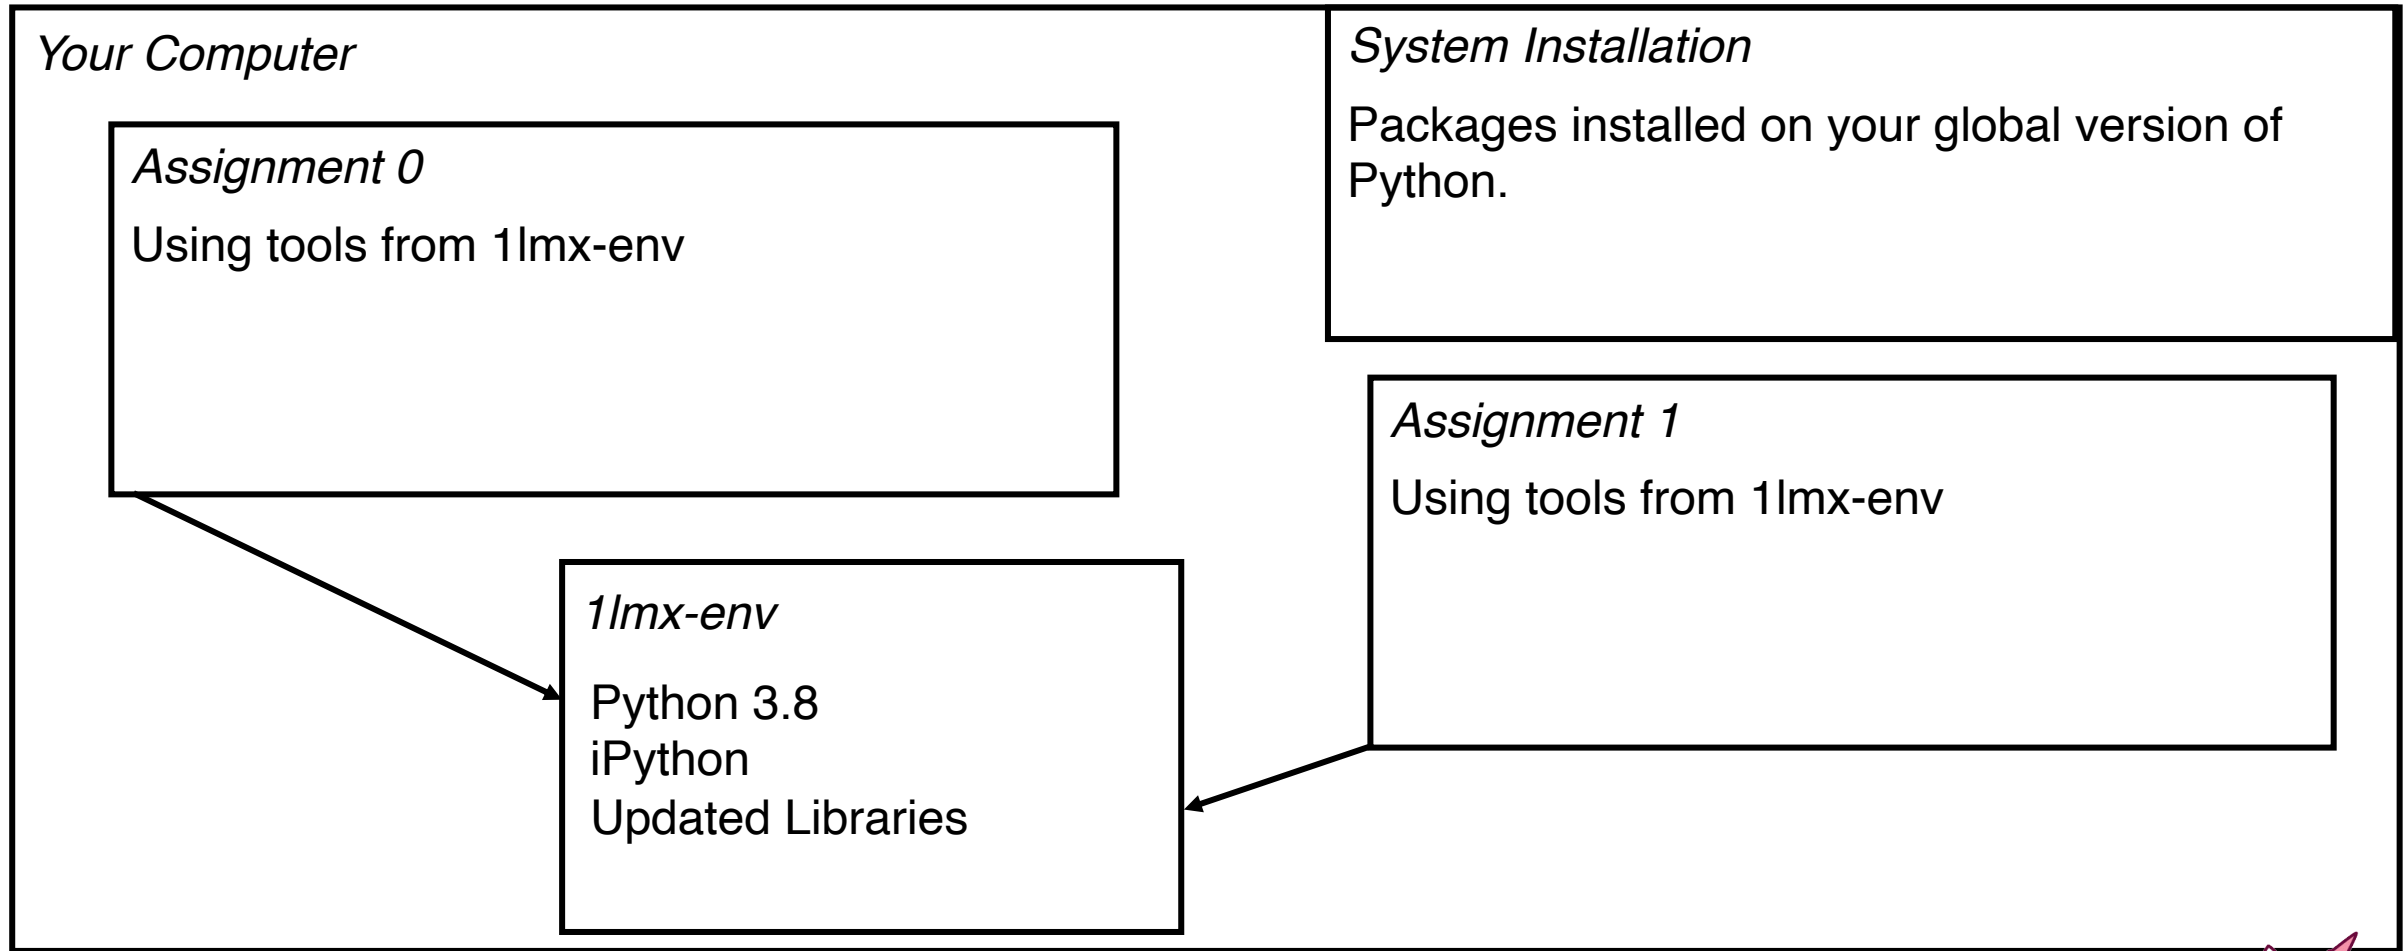 Your Computer
System Installation
Packages installed on your global version of
Python.
Assignment 0
Using tools from 1lmx-env
Assignment 1
Using tools from 1lmx-env
1lmx-env
Python 3.8
iPython
Updated Libraries